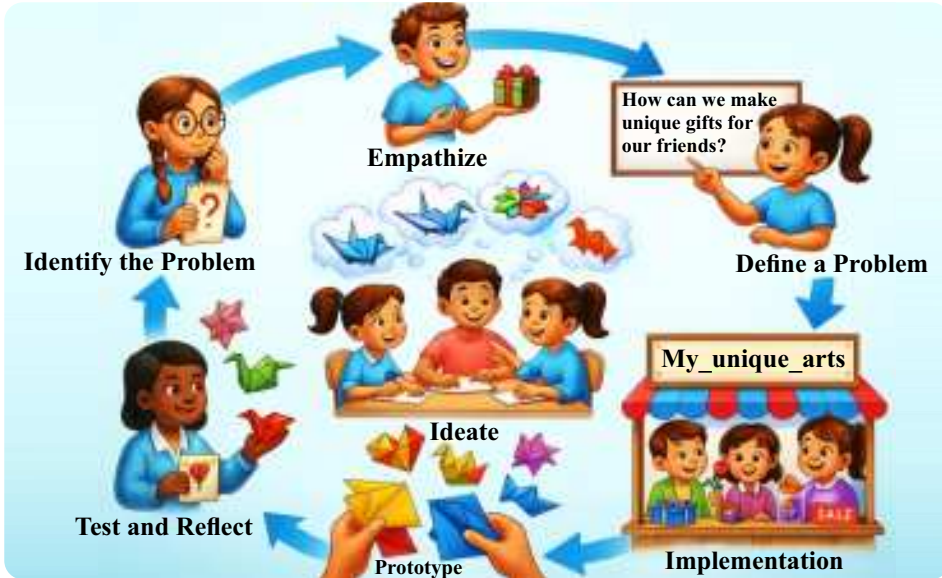 Empathize
How can we make
unique gifts for
our friends?
Identify the Problem
Define a Problem
My_unique_arts
Ideate
Test and Reflect
Prototype
Implementation
?
SALE